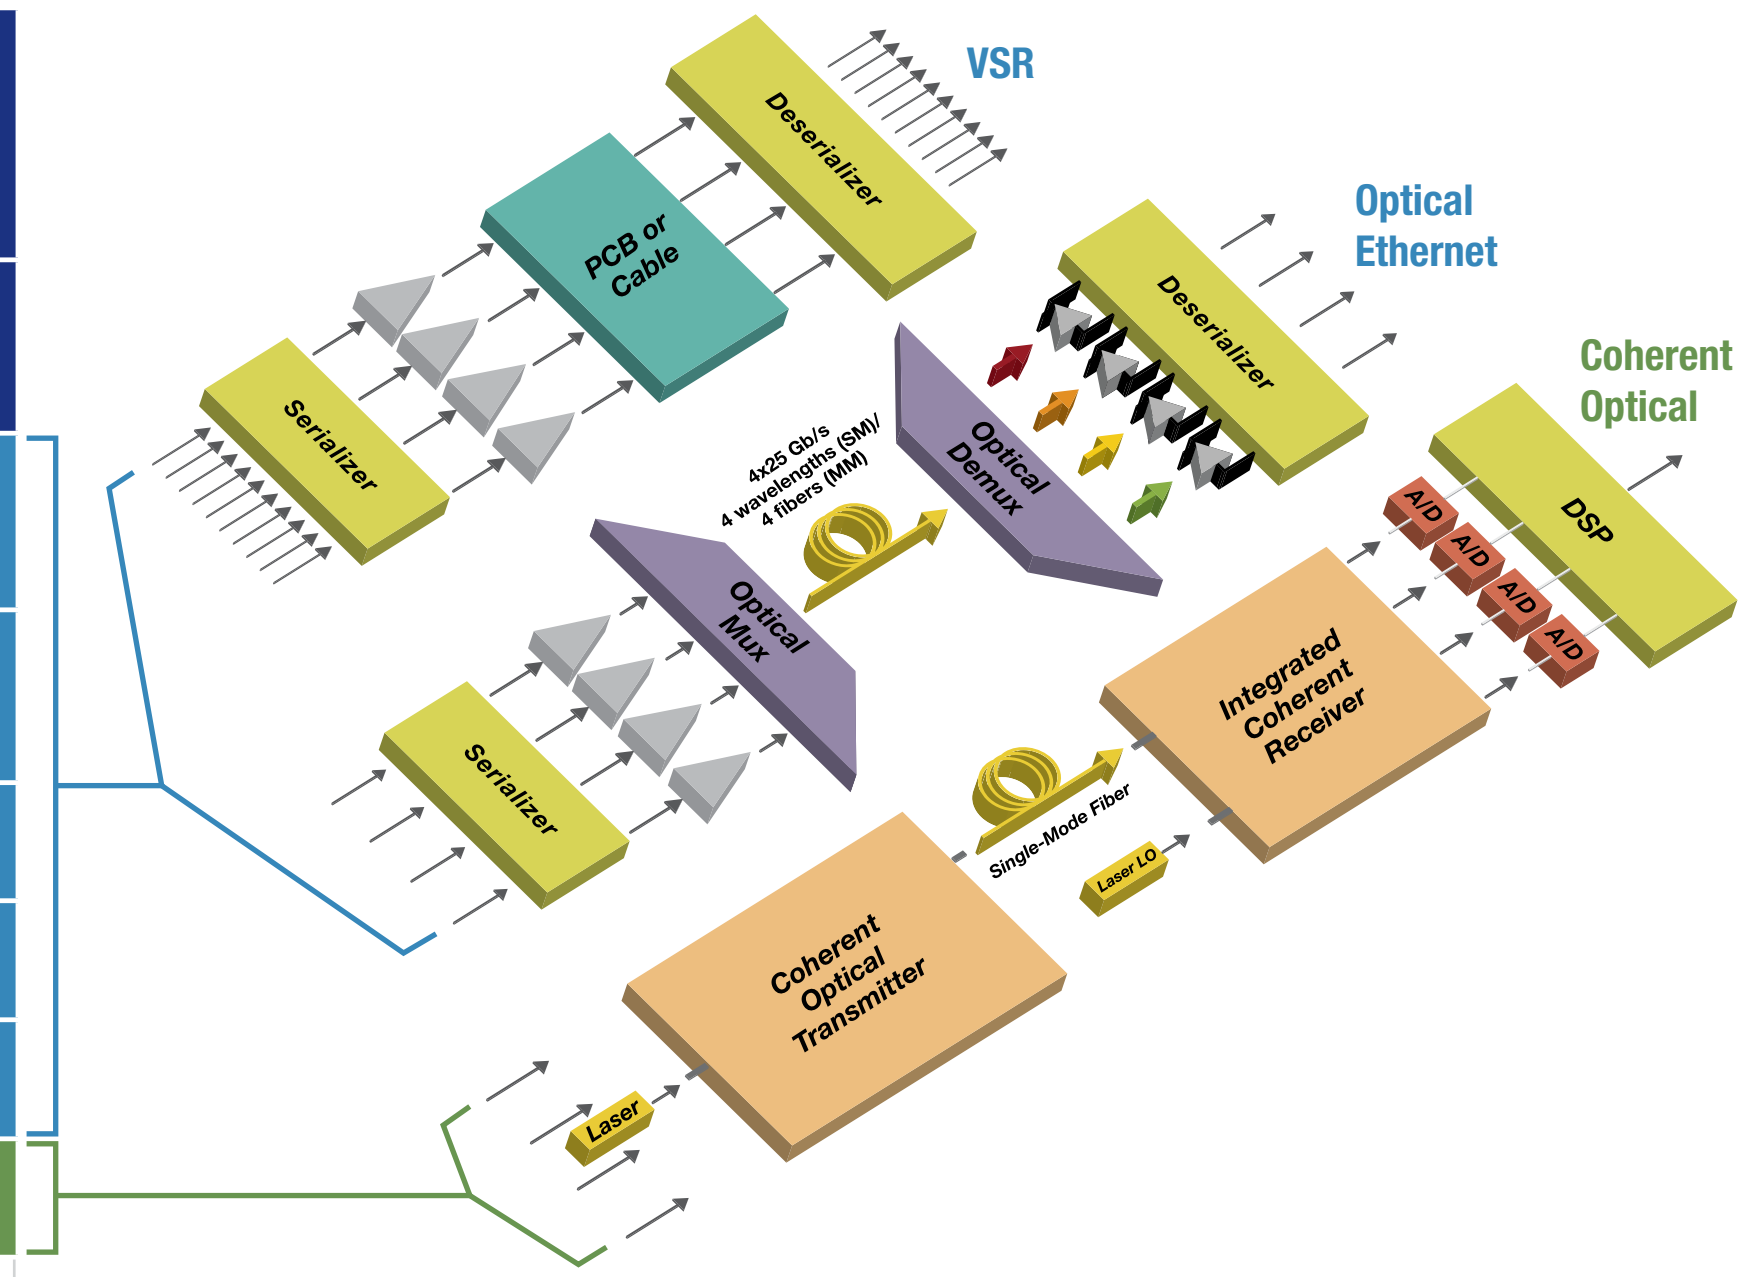 VSR
Deserializer
PCB or
Cable
Serializer
Optical
Ethernet
Deserializer
Optical
Demux
4x25 Gb/s
4 wavelengths (SM)/
4 fibers (MM)
Optical
Mux
Serializer
Coherent
Optical
DSP
A/D
A/D
A/D
A/D
Integrated
Coherent
Receiver
Single-Mode Fiber
Laser LO
Coherent
Optical
Transmitter
Laser